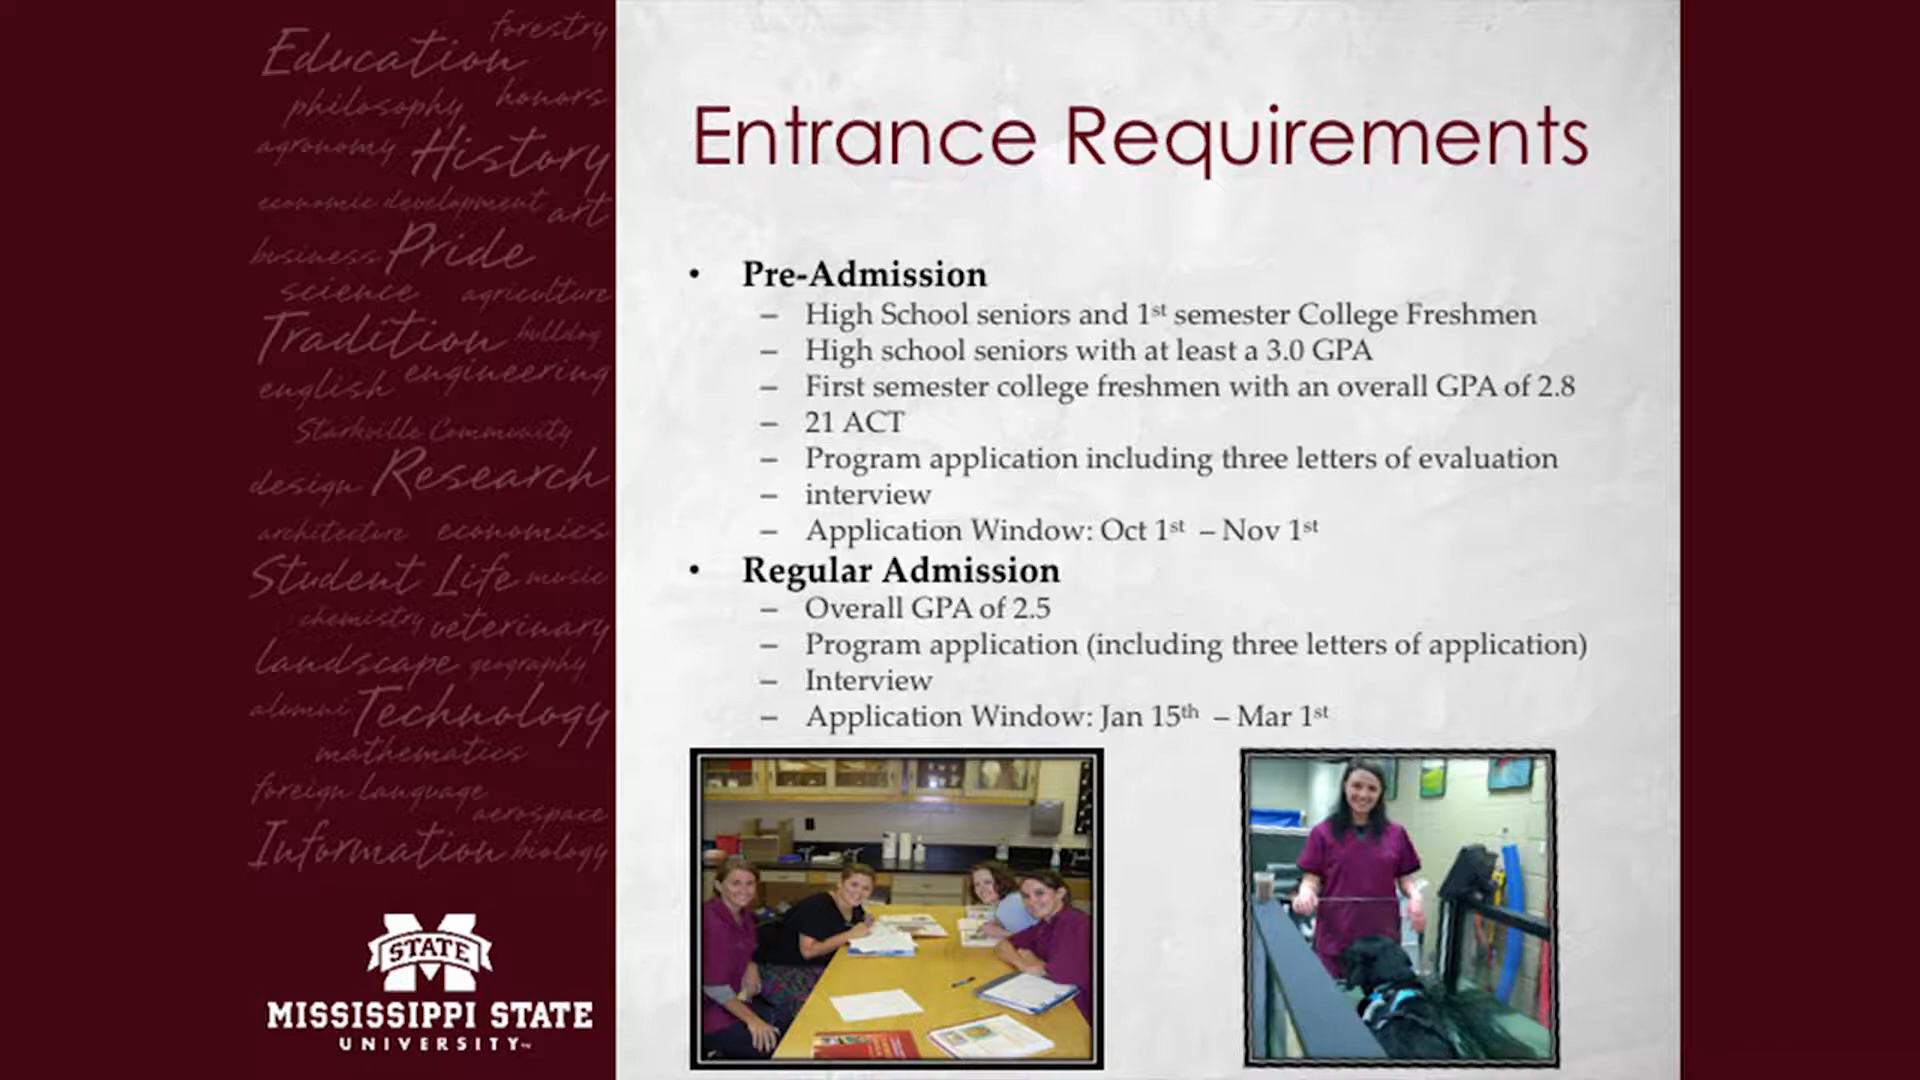 forestry
Education
philosophy honors
agronomy History
economic development art
business Pride
science agriculture
Tradition bulldog
english engineering
Starkville Community
design Research
architecture economics
Student Life music
chemistry veterinary
landscape geography
alumni Technology
mathematics
foreign language
aerospace
Information biology
STATE
MISSISSIPPI STATE
UNIVERSITY™
Entrance Requirements
• Pre-Admission
– High School seniors and 1st semester College Freshmen
– High school seniors with at least a 3.0 GPA
– First semester college freshmen with an overall GPA of 2.8
– 21 ACT
– Program application including three letters of evaluation
– interview
– Application Window: Oct 1st – Nov 1st
• Regular Admission
– Overall GPA of 2.5
– Program application (including three letters of application)
– Interview
– Application Window: Jan 15th – Mar 1st